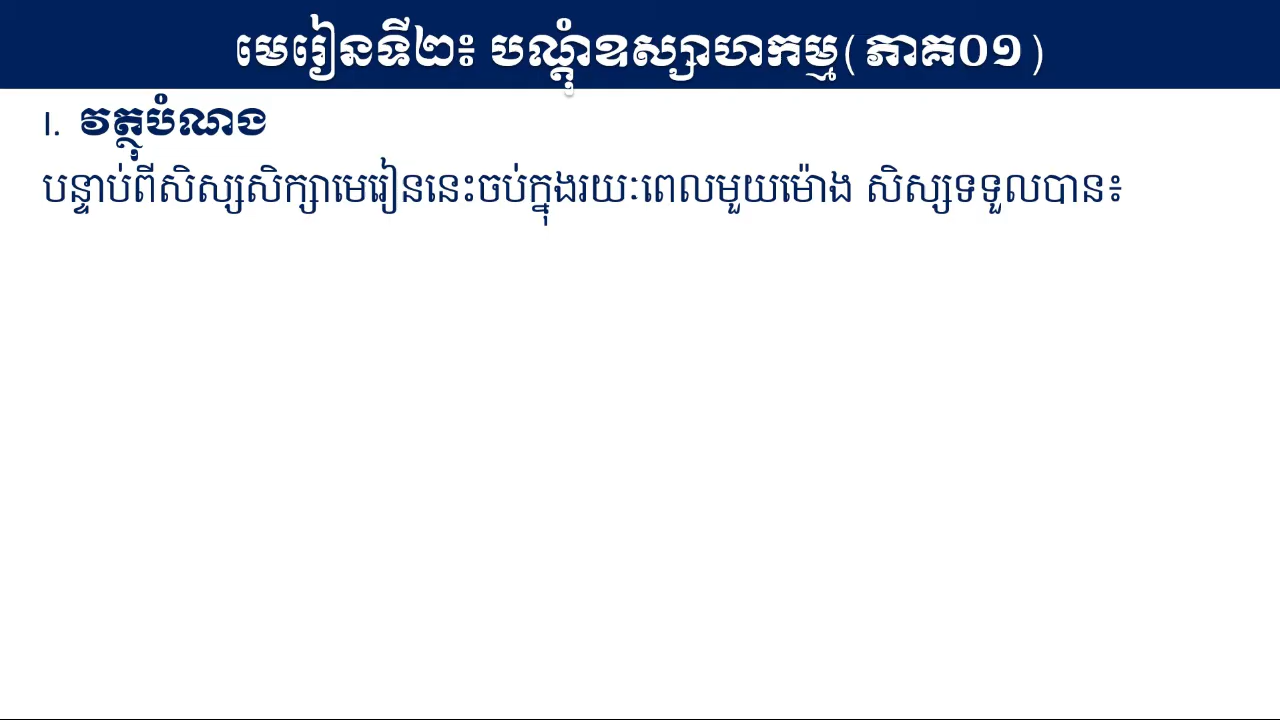 មេរៀនទី២៖ បណ្ដុំឧស្សាហកម្ម(ភាគ០១)
I. វត្ថុបំណង
បន្ទាប់ពីសិស្សសិក្សាមេរៀននេះចប់ក្នុងរយៈពេលមួយម៉ោង សិស្សទទួលបាន៖